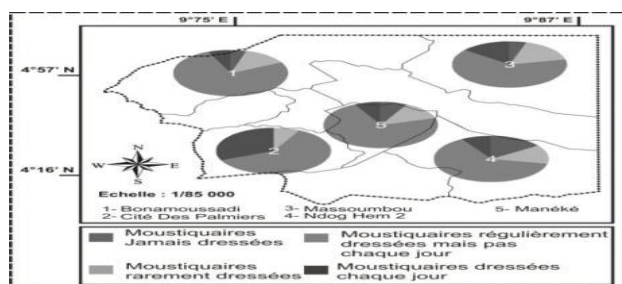 9°75' E 9°87' E
4°57' N
4°16' N
1
3
5
2
4
N
W E
S
Echelle : 1/85 000
1- Bonamoussadi 3- Massoumbou 5- Manéké
2- Cité Des Palmiers 4- Ndog Hem 2
Moustiquaires Jamais dressées
Moustiquaires régulièrement dressées mais pas chaque jour
Moustiquaires rarement dressées
Moustiquaires dressées chaque jour